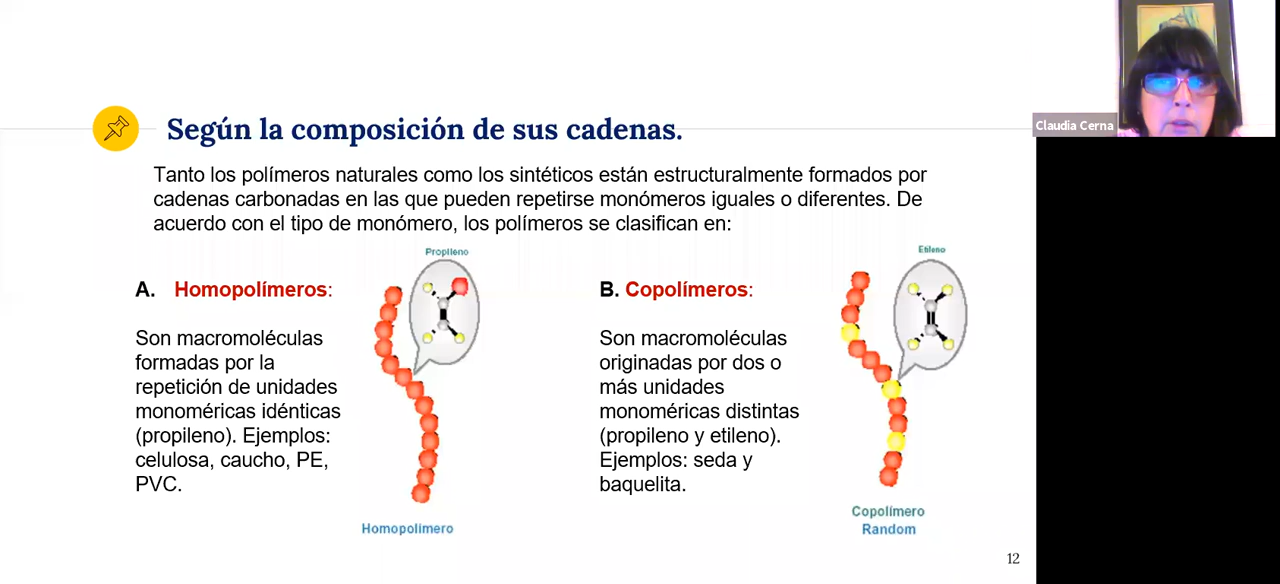 Claudia Cerna
Según la composición de sus cadenas.
Tanto los polímeros naturales como los sintéticos están estructuralmente formados por
cadenas carbonadas en las que pueden repetirse monómeros iguales o diferentes. De
acuerdo con el tipo de monómero, los polímeros se clasifican en:
A. Homopolímeros:
Son macromoléculas
formadas por la
repetición de unidades
monoméricas idénticas
(propileno). Ejemplos:
celulosa, caucho, PE,
PVC.
Propileno
Homopolímero
B. Copolímeros:
Son macromoléculas
originadas por dos o
más unidades
monoméricas distintas
(propileno y etileno).
Ejemplos: seda y
baquelita.
Etileno
Copolímero
Random
12